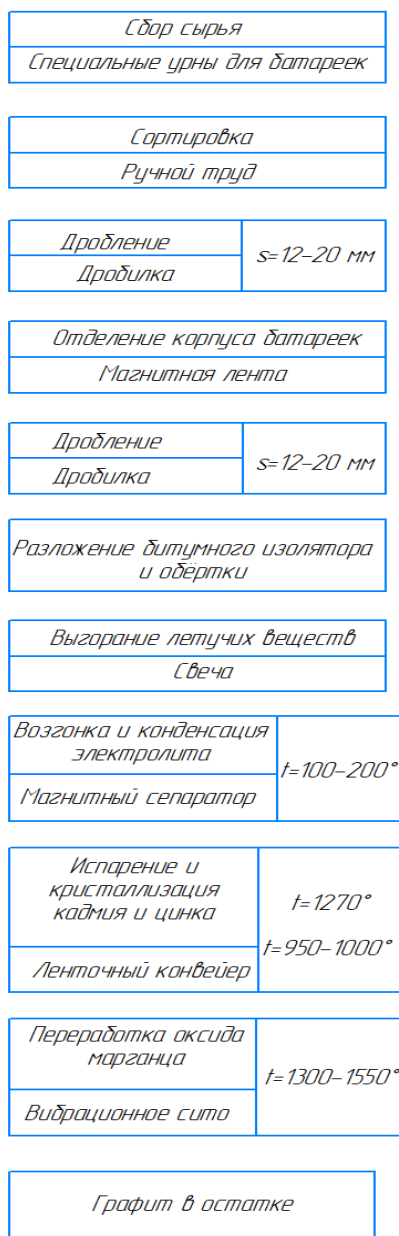 Сбор сырья
Специальные урны для батареек
Сортировка
Ручной труд
Дробление
Дробилка
s=12-20 мм
Отделение корпуса батареек
Магнитная лента
Дробление
Дробилка
s=12-20 мм
Разложение битумного изолятора
и обёртки
Выгорание летучих веществ
Свеча
Возгонка и конденсация
электролита
Магнитный сепаратор
t=100-200°
Испарение и
кристаллизация
кадмия и цинка
Ленточный конвейер
t=1270°
t=950-1000°
Переработка оксида
марганца
Вибрационное сито
t=1300-1550°
Графит в остатке